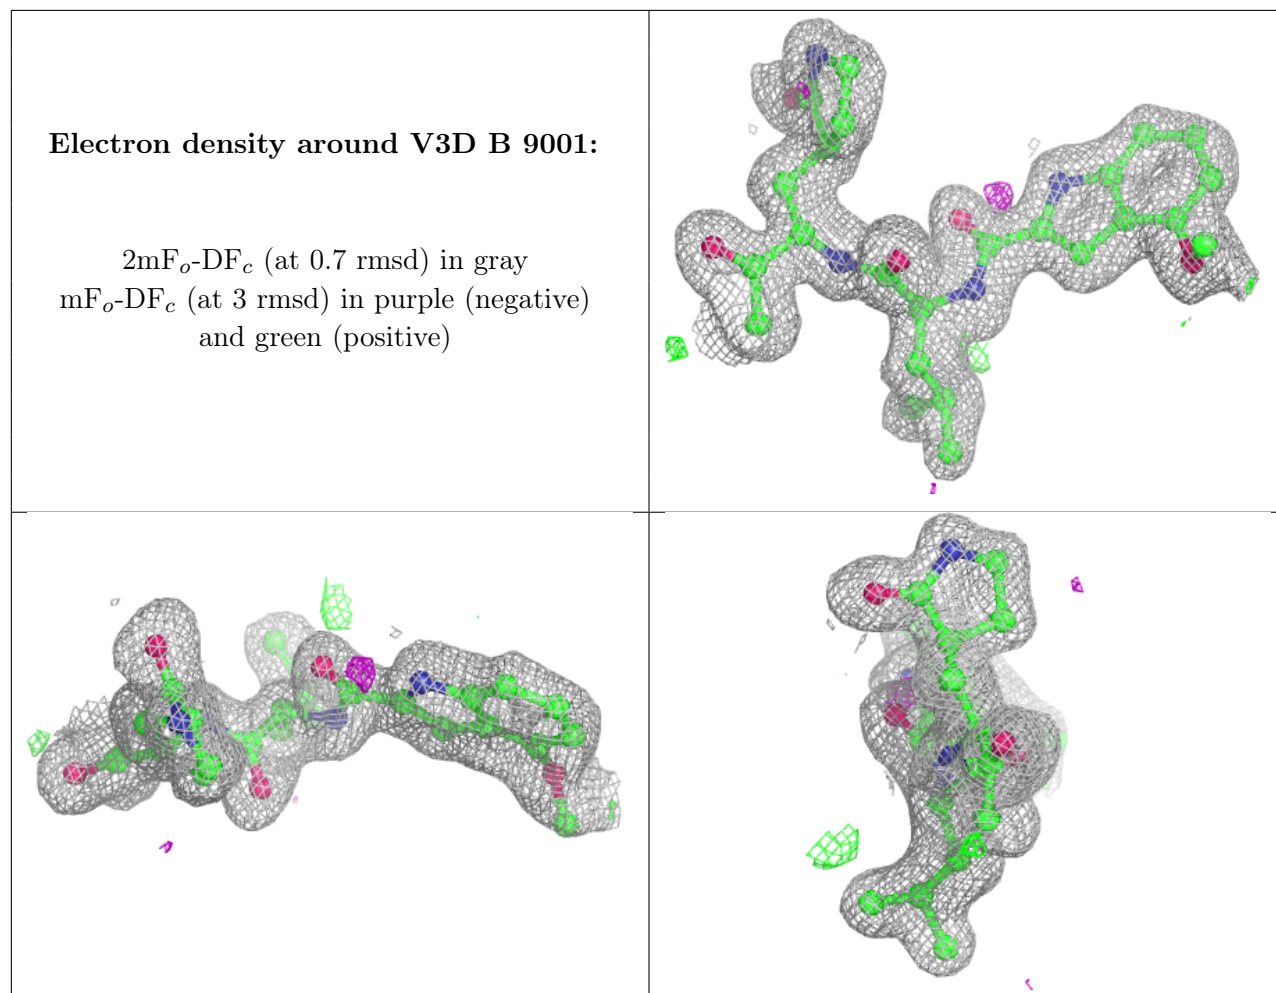 Electron density around V3D B 9001:
2mFo-DFc (at 0.7 rmsd) in gray
mFo-DFc (at 3 rmsd) in purple (negative)
and green (positive)